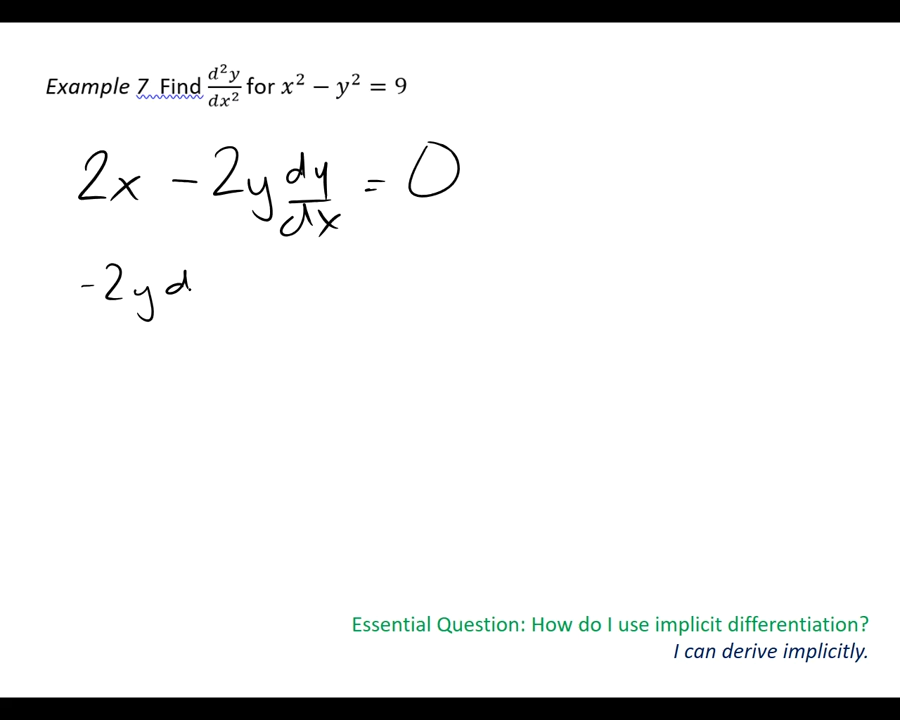 Example 7 Find d²y/dx² for x² − y² = 9
2x − 2y dy/dx = 0
-2y d
Essential Question: How do I use implicit differentiation?
I can derive implicitly.